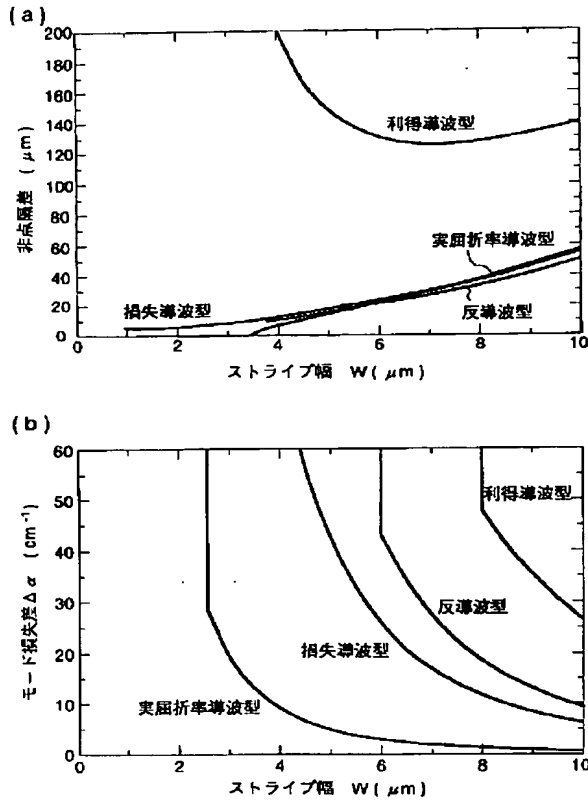 (a)
200
180
160
140
120
100
80
60
40
20
0
非点隔差 (μm)
利得導波型
実屈折率導波型
損失導波型
反導波型
0 2 4 6 8 10
ストライプ幅 W(μm)
(b)
60
50
40
30
20
10
0
モード損失差Δα (cm⁻¹)
利得導波型
反導波型
損失導波型
実屈折率導波型
0 2 4 6 8 10
ストライプ幅 W(μm)